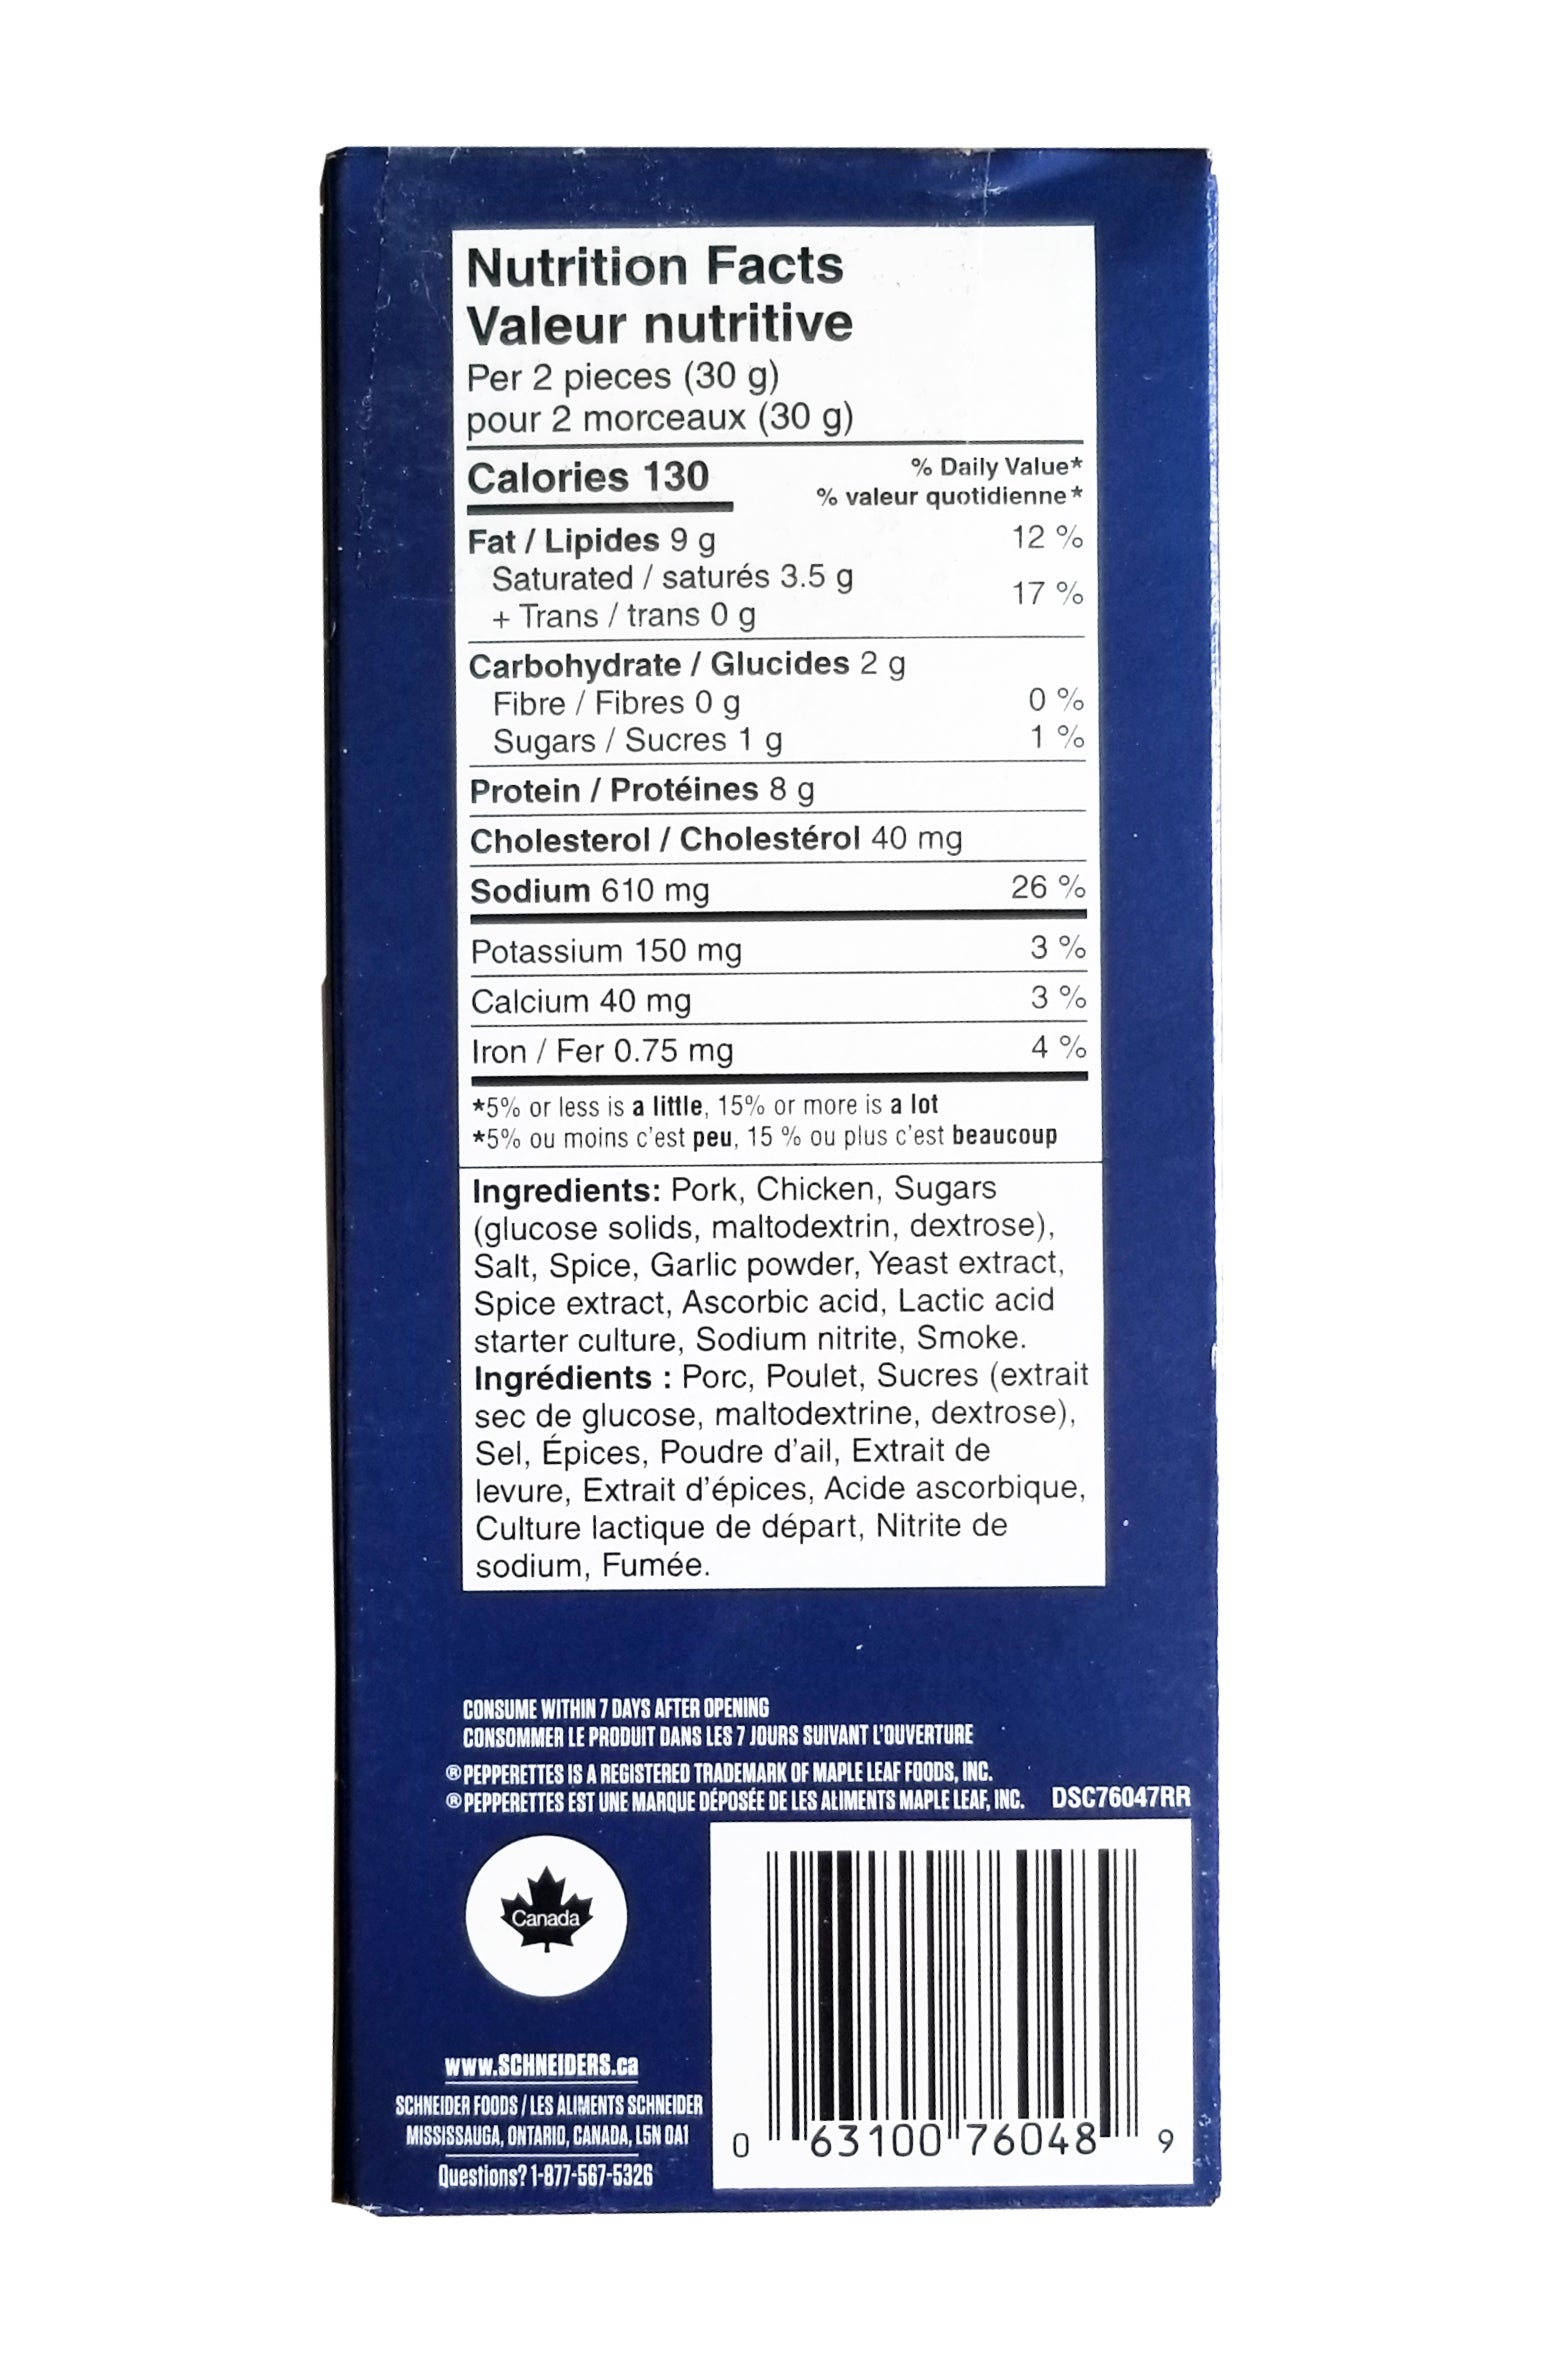 Nutrition Facts
Valeur nutritive
Per 2 pieces (30 g)
pour 2 morceaux (30 g)
Calories 130
% Daily Value*
% valeur quotidienne*
Fat / Lipides 9 g 12 %
Saturated / saturés 3.5 g
+ Trans / trans 0 g 17 %
Carbohydrate / Glucides 2 g
Fibre / Fibres 0 g 0 %
Sugars / Sucres 1 g 1 %
Protein / Protéines 8 g
Cholesterol / Cholestérol 40 mg
Sodium 610 mg 26 %
Potassium 150 mg 3 %
Calcium 40 mg 3 %
Iron / Fer 0.75 mg 4 %
*5% or less is a little, 15% or more is a lot
*5% ou moins c'est peu, 15 % ou plus c'est beaucoup
Ingredients: Pork, Chicken, Sugars
(glucose solids, maltodextrin, dextrose),
Salt, Spice, Garlic powder, Yeast extract,
Spice extract, Ascorbic acid, Lactic acid
starter culture, Sodium nitrite, Smoke.
Ingrédients : Porc, Poulet, Sucres (extrait
sec de glucose, maltodextrine, dextrose),
Sel, Épices, Poudre d'ail, Extrait de
levure, Extrait d'épices, Acide ascorbique,
Culture lactique de départ, Nitrite de
sodium, Fumée.
CONSUME WITHIN 7 DAYS AFTER OPENING
CONSOMMER LE PRODUIT DANS LES 7 JOURS SUIVANT L'OUVERTURE
® PEPPERETTES IS A REGISTERED TRADEMARK OF MAPLE LEAF FOODS, INC.
® PEPPERETTES EST UNE MARQUE DÉPOSÉE DE LES ALIMENTS MAPLE LEAF, INC. DSC76047RR
Canada
www.SCHNEIDERS.ca
SCHNEIDER FOODS / LES ALIMENTS SCHNEIDER
MISSISSAUGA, ONTARIO, CANADA, L5N 0A1
Questions? 1-877-567-5326
0 63100 76048 9